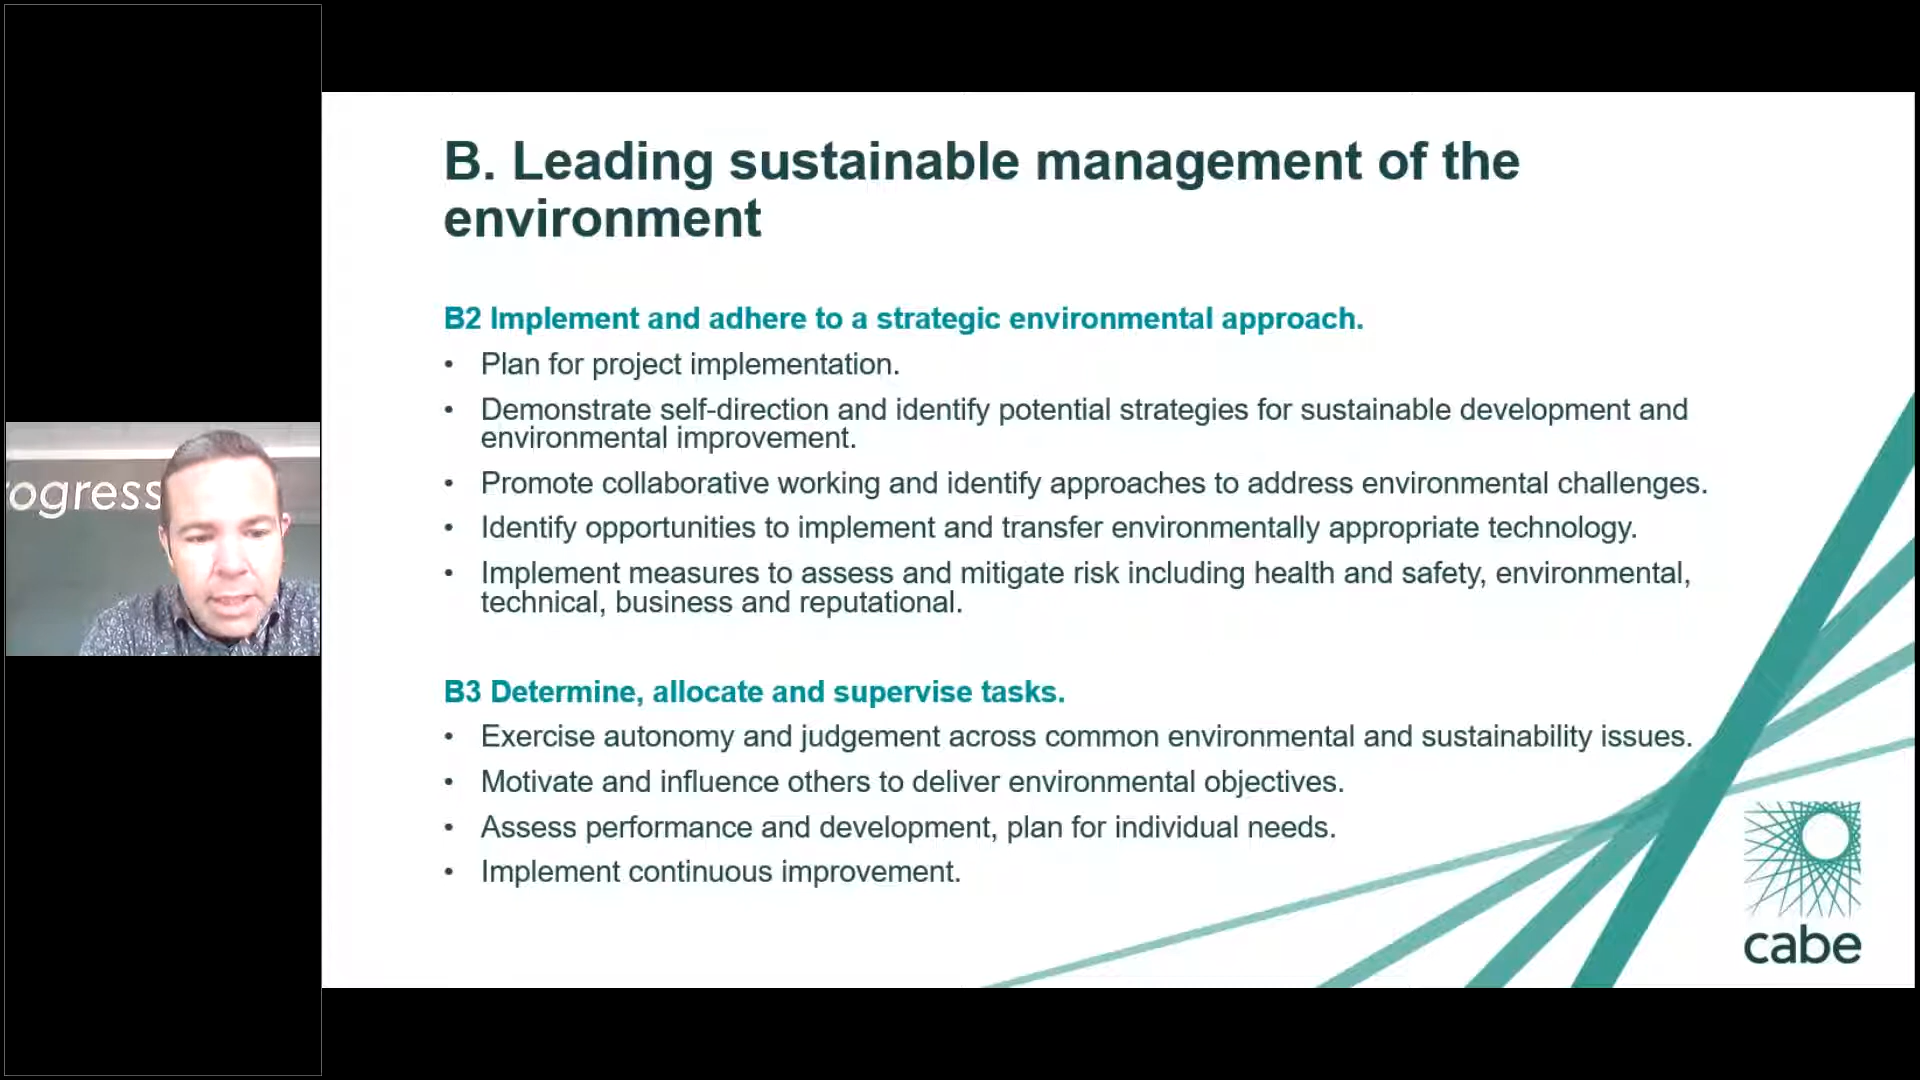 B. Leading sustainable management of the
environment
B2 Implement and adhere to a strategic environmental approach.
• Plan for project implementation.
• Demonstrate self-direction and identify potential strategies for sustainable development and
environmental improvement.
• Promote collaborative working and identify approaches to address environmental challenges.
• Identify opportunities to implement and transfer environmentally appropriate technology.
• Implement measures to assess and mitigate risk including health and safety, environmental,
technical, business and reputational.
ogress
B3 Determine, allocate and supervise tasks.
• Exercise autonomy and judgement across common environmental and sustainability issues.
• Motivate and influence others to deliver environmental objectives.
• Assess performance and development, plan for individual needs.
• Implement continuous improvement.
cabe